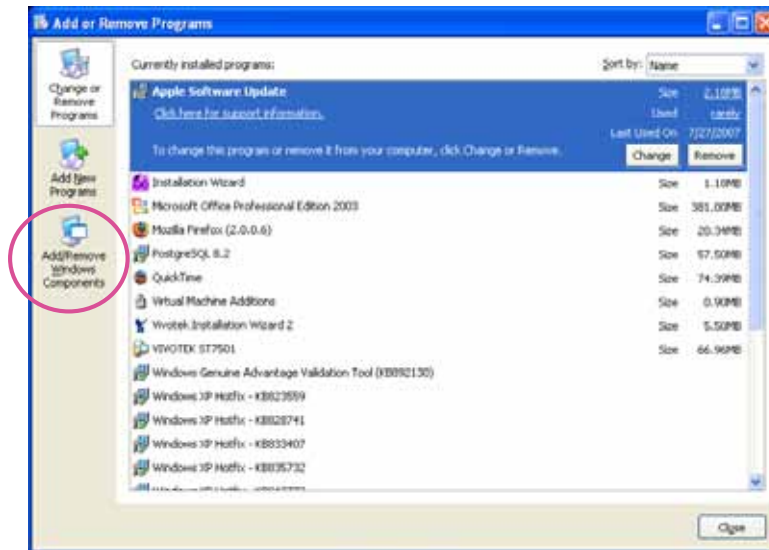 Add or Remove Programs
Change or
Remove
Programs
Add New
Programs
Add/Remove
Windows
Components
Currently installed programs:
Sort by: Name
Apple Software Update
Size 2.18MB
Click here for support information.
Used rarely
Last Used On 7/27/2007
To change this program or remove it from your computer, click Change or Remove.
Change Remove
Installation Wizard Size 1.10MB
Microsoft Office Professional Edition 2003 Size 381.00MB
Mozilla Firefox (2.0.0.6) Size 20.34MB
PostgreSQL 8.2 Size 57.50MB
QuickTime Size 74.39MB
Virtual Machine Additions Size 0.90MB
Vivotek Installation Wizard 2 Size 5.50MB
VIVOTEK ST7501 Size 66.96MB
Windows Genuine Advantage Validation Tool (KB892130)
Windows XP Hotfix - KB823559
Windows XP Hotfix - KB828741
Windows XP Hotfix - KB833407
Windows XP Hotfix - KB835732
Close